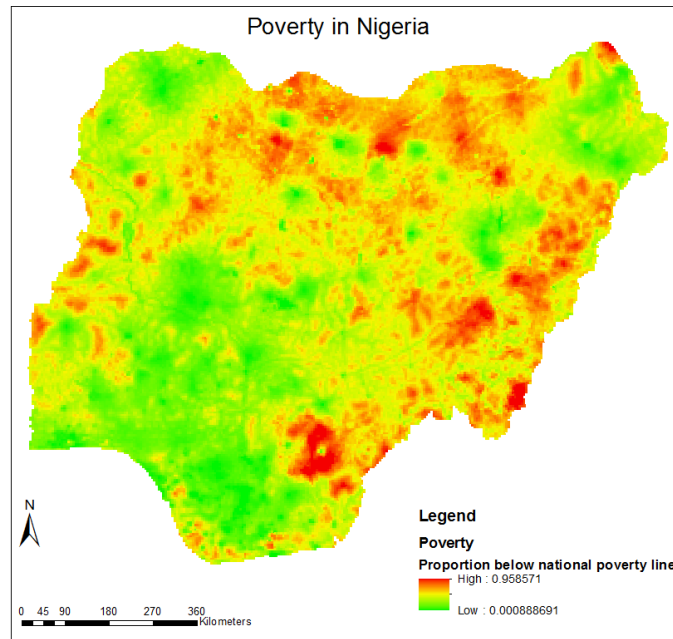 Poverty in Nigeria
N
Legend
Poverty
Proportion below national poverty line
High : 0.958571
Low : 0.000888691
0 45 90 180 270 360
Kilometers